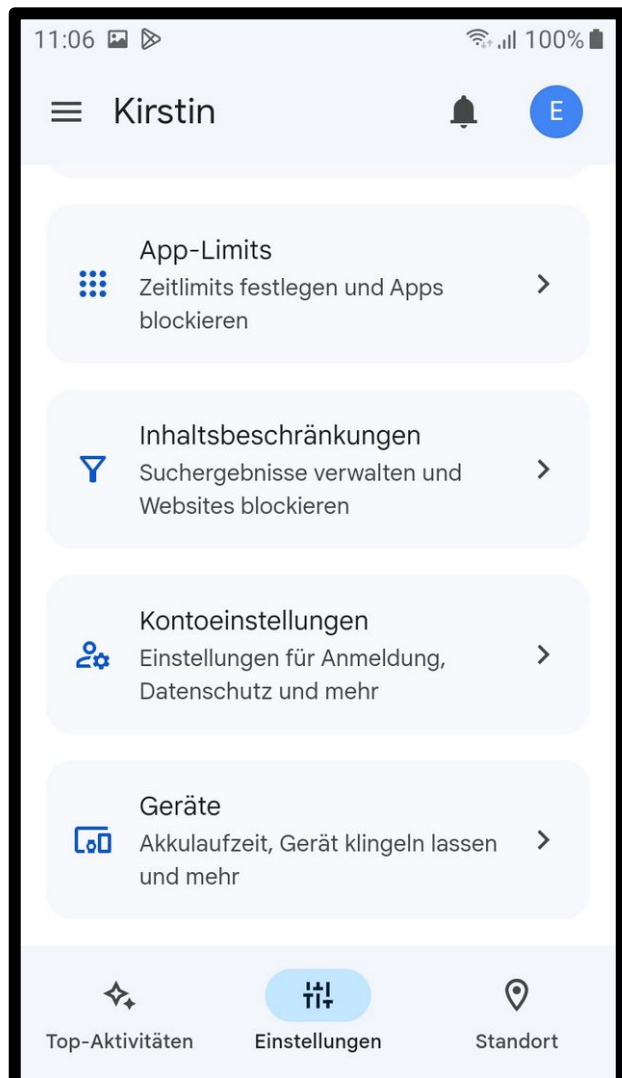 11:06 100%
Kirstin E
App-Limits
Zeitlimits festlegen und Apps
blockieren
Inhaltsbeschränkungen
Suchergebnisse verwalten und
Websites blockieren
Kontoeinstellungen
Einstellungen für Anmeldung,
Datenschutz und mehr
Geräte
Akkulaufzeit, Gerät klingeln lassen
und mehr
Top-Aktivitäten Einstellungen Standort